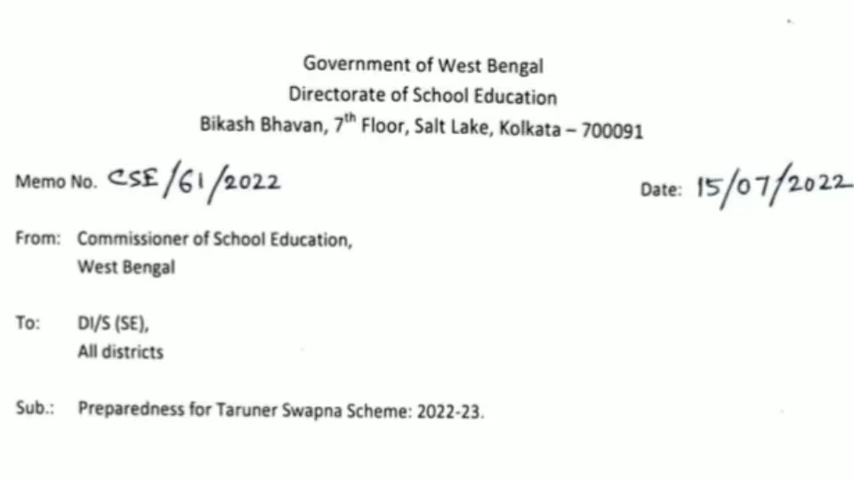 Government of West Bengal
Directorate of School Education
Bikash Bhavan, 7th Floor, Salt Lake, Kolkata – 700091
Memo No. CSE/61/2022 Date: 15/07/2022
From: Commissioner of School Education,
West Bengal
To: DI/S (SE),
All districts
Sub.: Preparedness for Taruner Swapna Scheme: 2022-23.